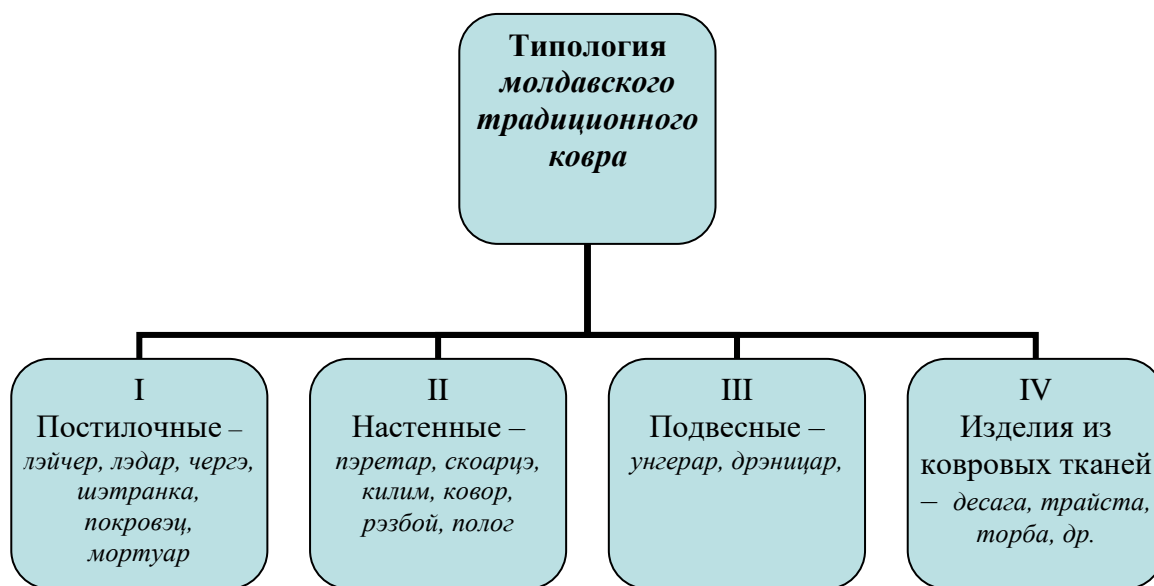 Типология
молдавского
традиционного
ковра
I
Постилочные –
лэйчер, лэдар, чергэ,
шэтранка,
покровэц,
мортуар
II
Настенные –
пэретар, скоарцэ,
килим, ковор,
рэзбой, полог
III
Подвесные –
унгерар, дрэницар,
IV
Изделия из
ковровых тканей
– десага, трайста,
торба, др.